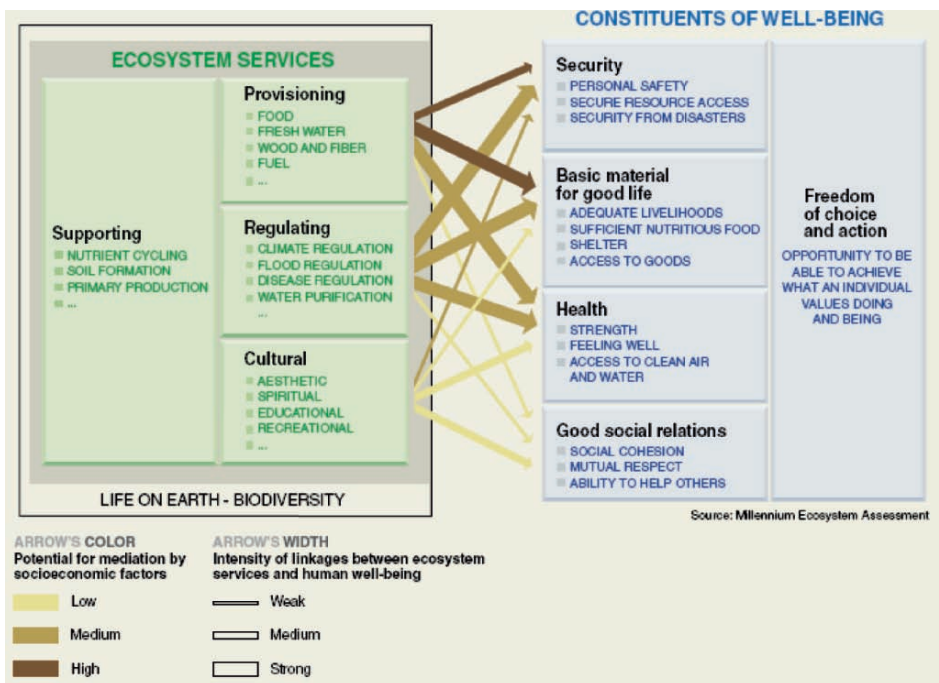 CONSTITUENTS OF WELL-BEING
ECOSYSTEM SERVICES
Supporting
NUTRIENT CYCLING
SOIL FORMATION
PRIMARY PRODUCTION
...
Provisioning
FOOD
FRESH WATER
WOOD AND FIBER
FUEL
...
Regulating
CLIMATE REGULATION
FLOOD REGULATION
DISEASE REGULATION
WATER PURIFICATION
...
Cultural
AESTHETIC
SPIRITUAL
EDUCATIONAL
RECREATIONAL
...
LIFE ON EARTH - BIODIVERSITY
Security
PERSONAL SAFETY
SECURE RESOURCE ACCESS
SECURITY FROM DISASTERS
Basic material
for good life
ADEQUATE LIVELIHOODS
SUFFICIENT NUTRITIOUS FOOD
SHELTER
ACCESS TO GOODS
Health
STRENGTH
FEELING WELL
ACCESS TO CLEAN AIR
AND WATER
Good social relations
SOCIAL COHESION
MUTUAL RESPECT
ABILITY TO HELP OTHERS
Freedom
of choice
and action
OPPORTUNITY TO BE
ABLE TO ACHIEVE
WHAT AN INDIVIDUAL
VALUES DOING
AND BEING
Source: Millennium Ecosystem Assessment
ARROW'S COLOR
Potential for mediation by
socioeconomic factors
Low
Medium
High
ARROW'S WIDTH
Intensity of linkages between ecosystem
services and human well-being
Weak
Medium
Strong